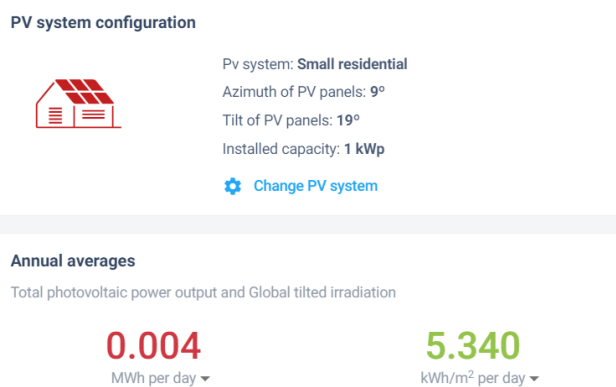 PV system configuration
Pv system: Small residential
Azimuth of PV panels: 9º
Tilt of PV panels: 19º
Installed capacity: 1 kWp
Change PV system
Annual averages
Total photovoltaic power output and Global tilted irradiation
0.004 5.340
MWh per day kWh/m² per day